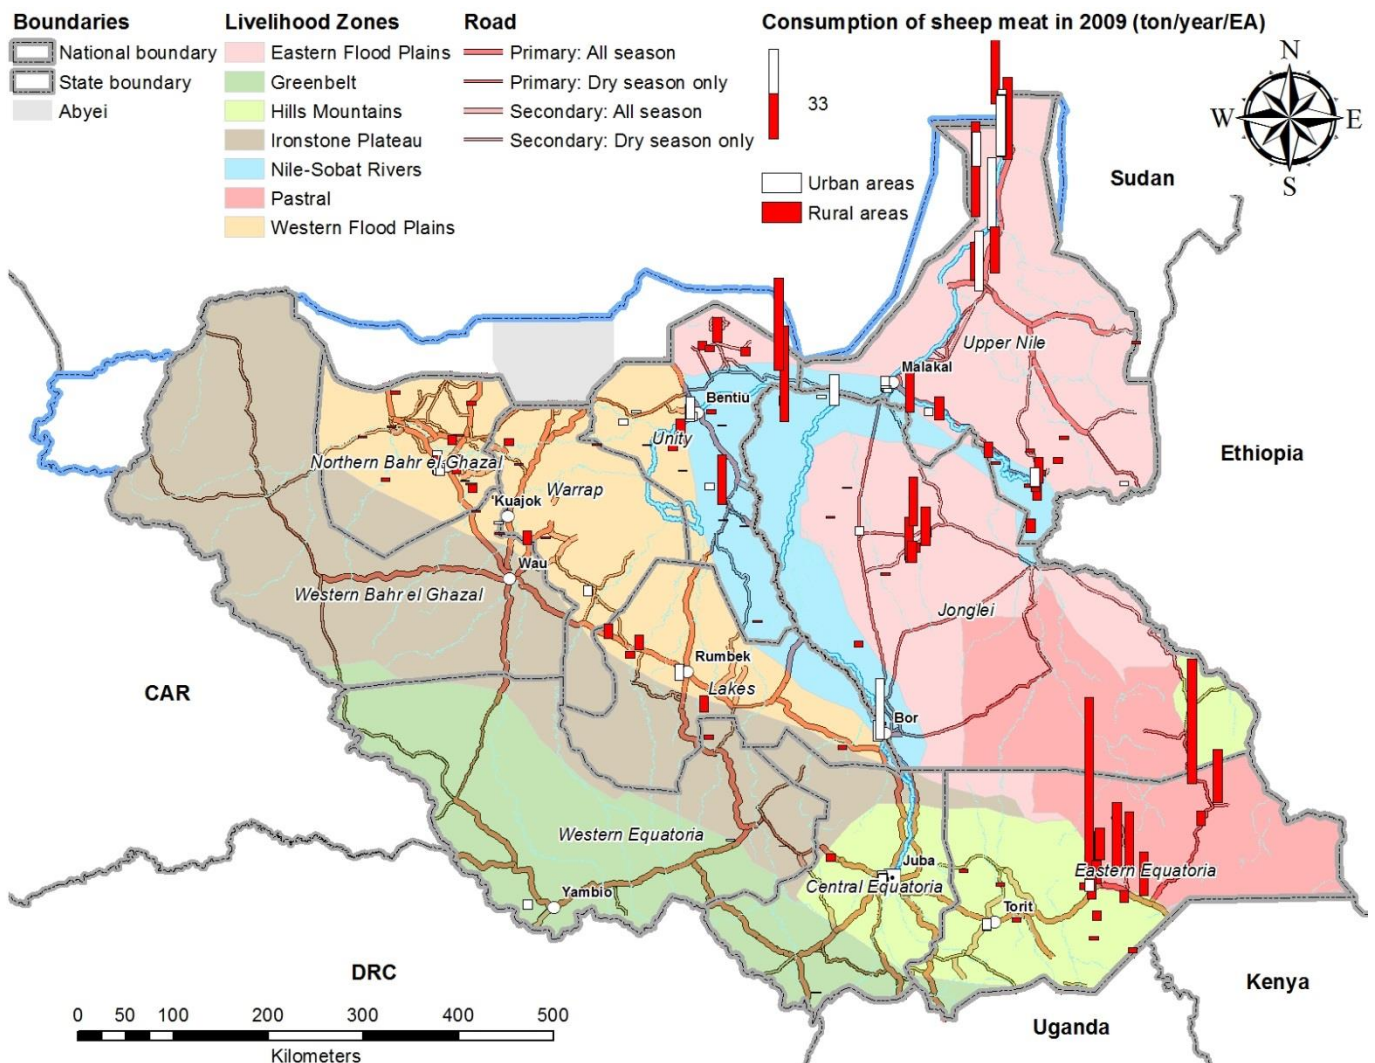 Boundaries
National boundary
State boundary
Abyei
Livelihood Zones
Eastern Flood Plains
Greenbelt
Hills Mountains
Ironstone Plateau
Nile-Sobat Rivers
Pastral
Western Flood Plains
Road
Primary: All season
Primary: Dry season only
Secondary: All season
Secondary: Dry season only
Consumption of sheep meat in 2009 (ton/year/EA)
33
Urban areas
Rural areas
N
W E
S
Sudan
Upper Nile
Malakal
Bentiu
Unity
Ethiopia
Northern Bahr el Ghazal
Warrap
Kuajok
Wau
Western Bahr el Ghazal
Jonglei
Rumbek
Lakes
CAR
Bor
Western Equatoria
Juba
Central Equatoria
Eastern Equatoria
Yambio
Torit
DRC
Kenya
Uganda
0 50 100 200 300 400 500
Kilometers